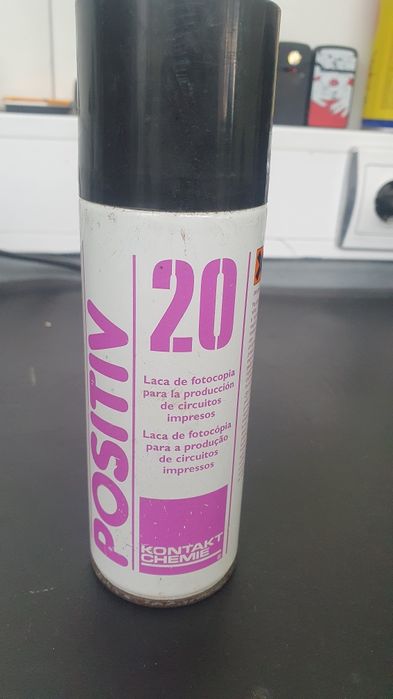 POSITIV
20
Laca de fotocopia
para la producción
de circuitos
impresos
Laca de fotocópia
para a produção
de circuitos
impressos
KONTAKT
CHEMIE